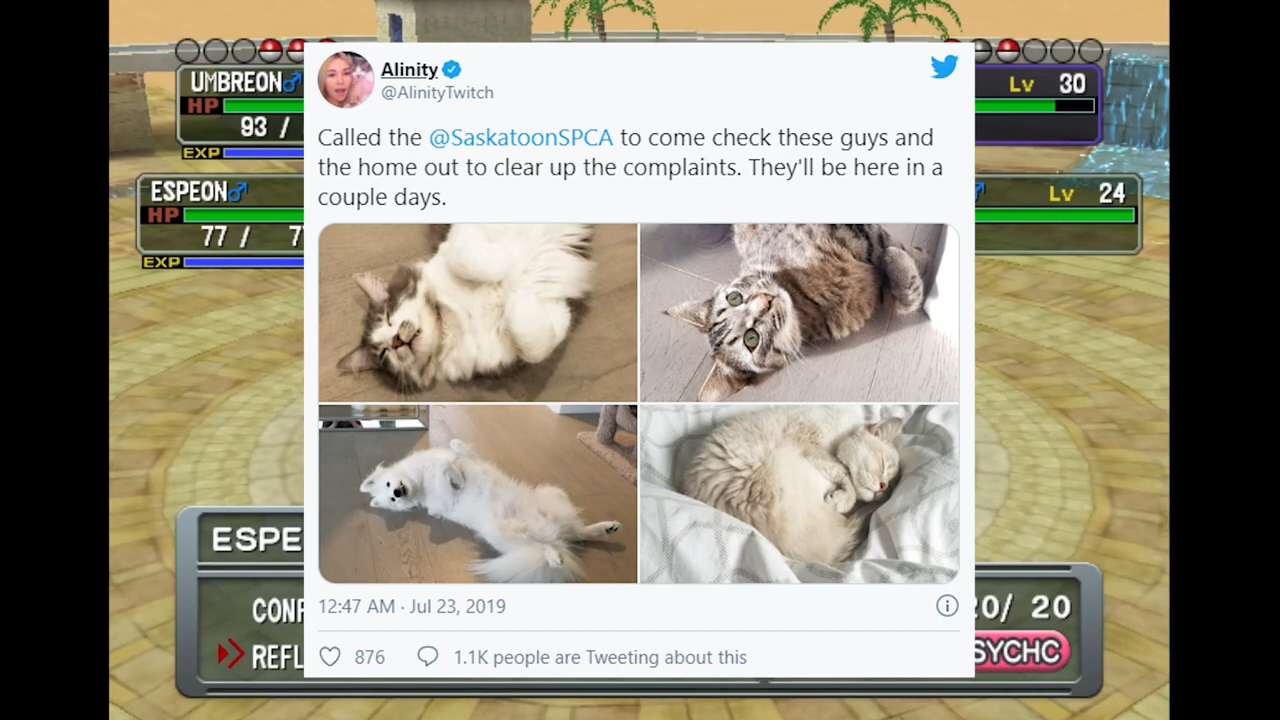 UMBREON♂
HP
93 /
EXP
ESPEON♂
HP
77 / 7
EXP
Lv 30
♂ Lv 24
Alinity
@AlinityTwitch
Called the @SaskatoonSPCA to come check these guys and
the home out to clear up the complaints. They'll be here in a
couple days.
12:47 AM · Jul 23, 2019
876 1.1K people are Tweeting about this
ESPE
CONF
REFL
20/ 20
SYCHC